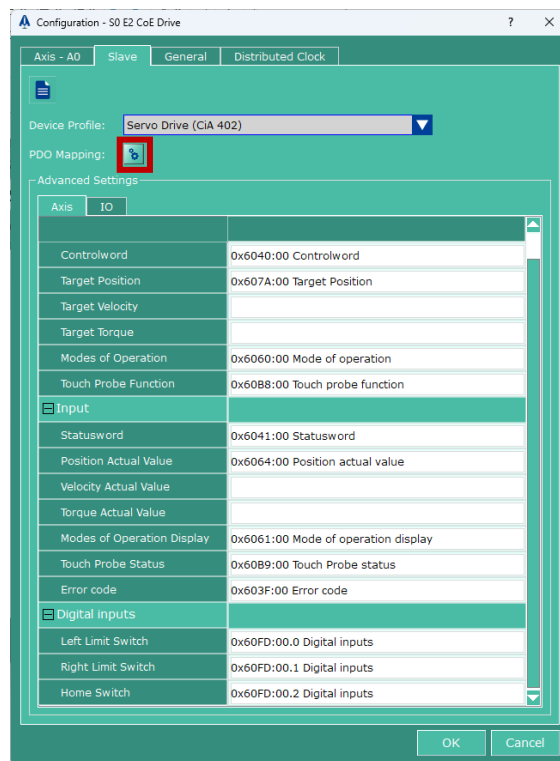 Configuration - S0 E2 CoE Drive ? ×
Axis - A0 Slave General Distributed Clock
Device Profile: Servo Drive (CiA 402)
PDO Mapping:
Advanced Settings
Axis IO
Controlword 0x6040:00 Controlword
Target Position 0x607A:00 Target Position
Target Velocity
Target Torque
Modes of Operation 0x6060:00 Mode of operation
Touch Probe Function 0x60B8:00 Touch probe function
Input
Statusword 0x6041:00 Statusword
Position Actual Value 0x6064:00 Position actual value
Velocity Actual Value
Torque Actual Value
Modes of Operation Display 0x6061:00 Mode of operation display
Touch Probe Status 0x60B9:00 Touch Probe status
Error code 0x603F:00 Error code
Digital inputs
Left Limit Switch 0x60FD:00.0 Digital inputs
Right Limit Switch 0x60FD:00.1 Digital inputs
Home Switch 0x60FD:00.2 Digital inputs
OK Cancel